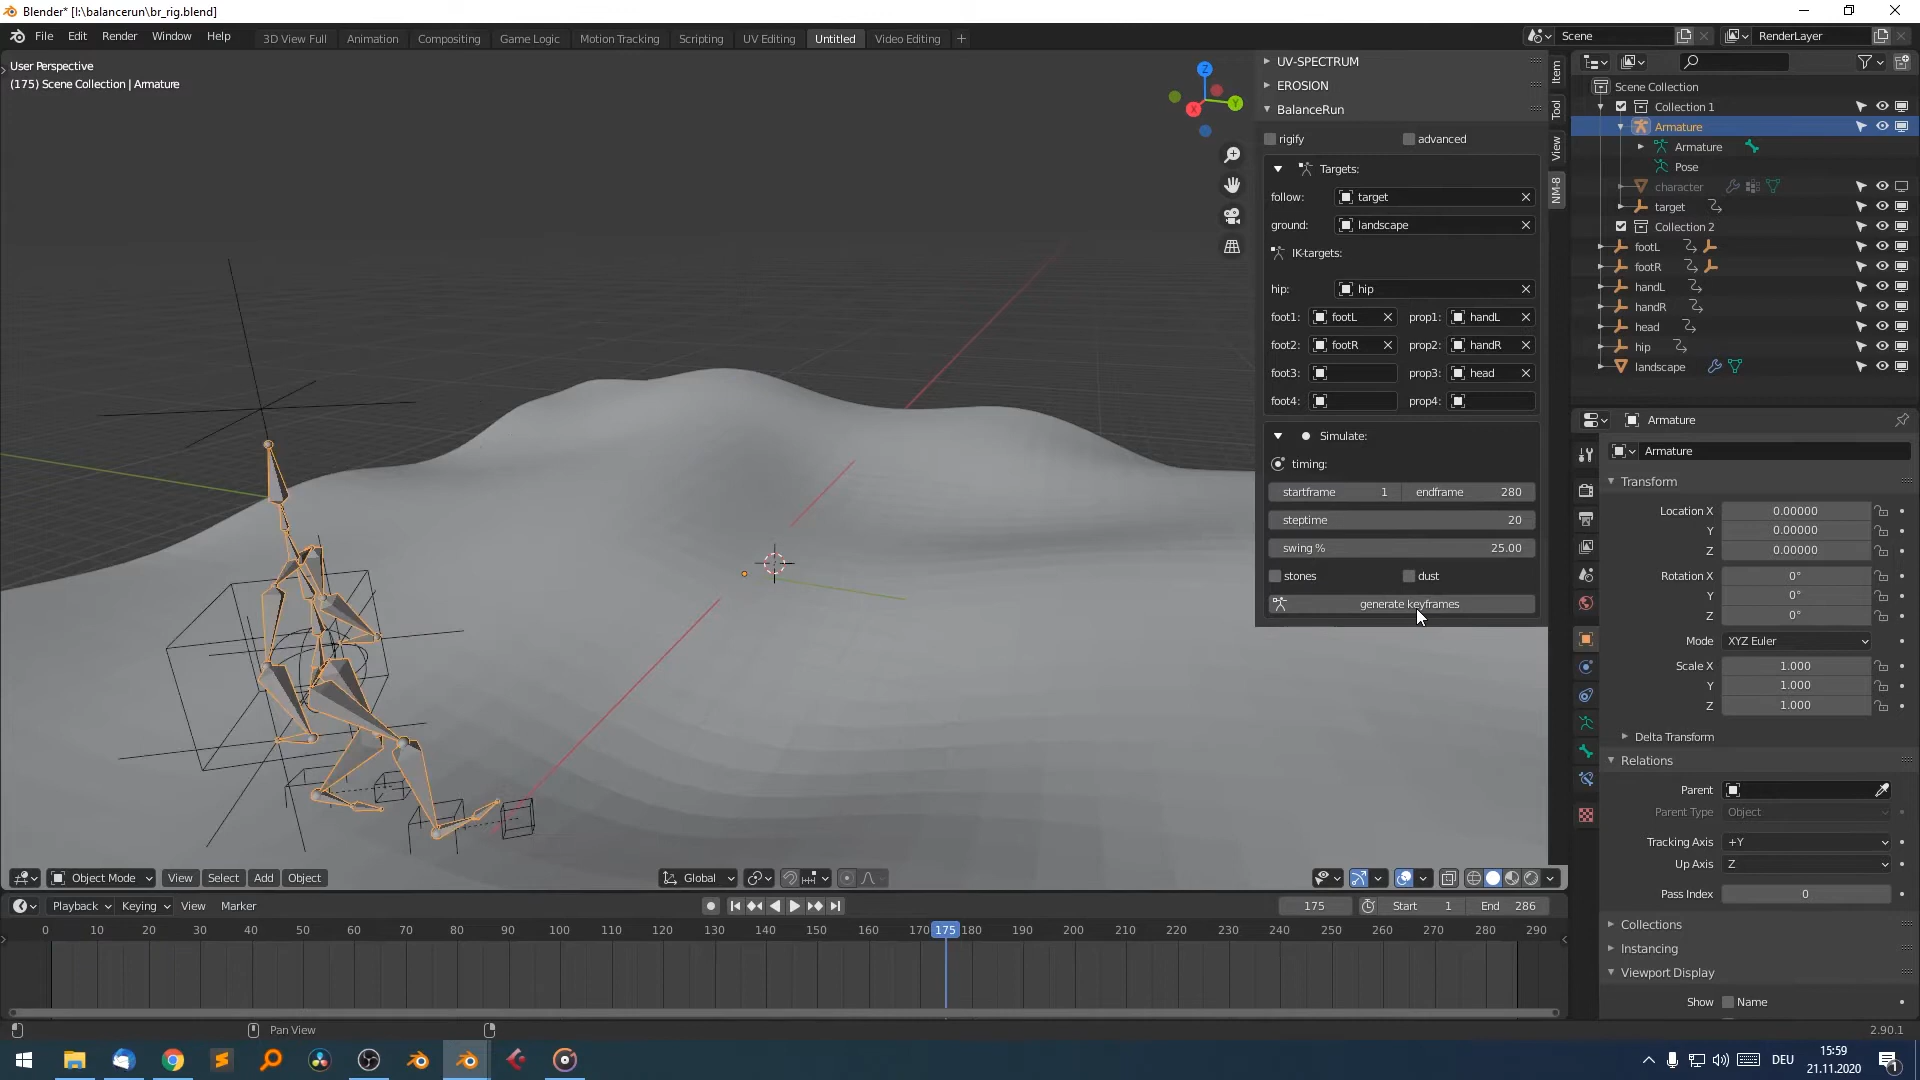 Blender* [I:\balancerun\br_rig.blend]
File Edit Render Window Help 3D View Full Animation Compositing Game Logic Motion Tracking Scripting UV Editing Untitled Video Editing + Scene RenderLayer
User Perspective
(175) Scene Collection | Armature
Z
Y
X
UV-SPECTRUM
EROSION
BalanceRun
rigify advanced
Targets:
follow: target
ground: landscape
IK-targets:
hip: hip
foot1: footL prop1: handL
foot2: footR prop2: handR
foot3: prop3: head
foot4: prop4:
Simulate:
timing:
startframe 1 endframe 280
steptime 20
swing % 25.00
stones dust
generate keyframes
Item
Tool
View
NM-8
Scene Collection
Collection 1
Armature
Armature
Pose
character
target
Collection 2
footL
footR
handL
handR
head
hip
landscape
Armature
Armature
Transform
Location X 0.00000
Y 0.00000
Z 0.00000
Rotation X 0°
Y 0°
Z 0°
Mode XYZ Euler
Scale X 1.000
Y 1.000
Z 1.000
Delta Transform
Relations
Parent
Parent Type Object
Tracking Axis +Y
Up Axis Z
Pass Index 0
Collections
Instancing
Viewport Display
Show Name
Object Mode View Select Add Object Global
Playback Keying View Marker 175 Start 1 End 286
0 10 20 30 40 50 60 70 80 90 100 110 120 130 140 150 160 170 175 180 190 200 210 220 230 240 250 260 270 280 290
Pan View 2.90.1
DEU 15:59
21.11.2020
1